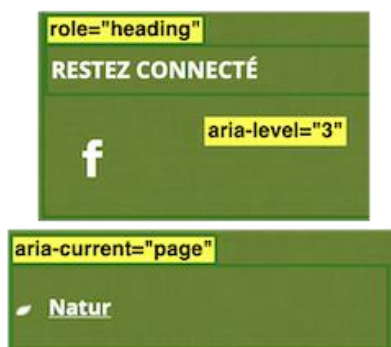 role="heading"
RESTEZ CONNECTÉ
aria-level="3"
f
aria-current="page"
Natur